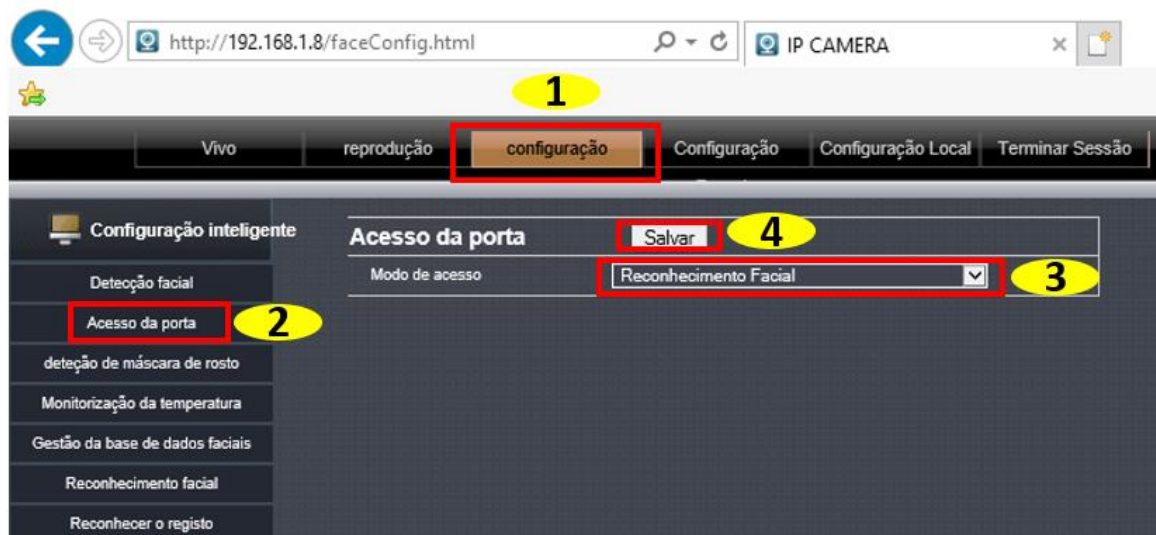 http://192.168.1.8/faceConfig.html
IP CAMERA
1
Vivo
reprodução
configuração
Configuração
Configuração Local
Terminar Sessão
Configuração inteligente
Acesso da porta
Salvar
4
Modo de acesso
Reconhecimento Facial
3
Detecção facial
Acesso da porta
2
deteção de máscara de rosto
Monitorização da temperatura
Gestão da base de dados faciais
Reconhecimento facial
Reconhecer o registo